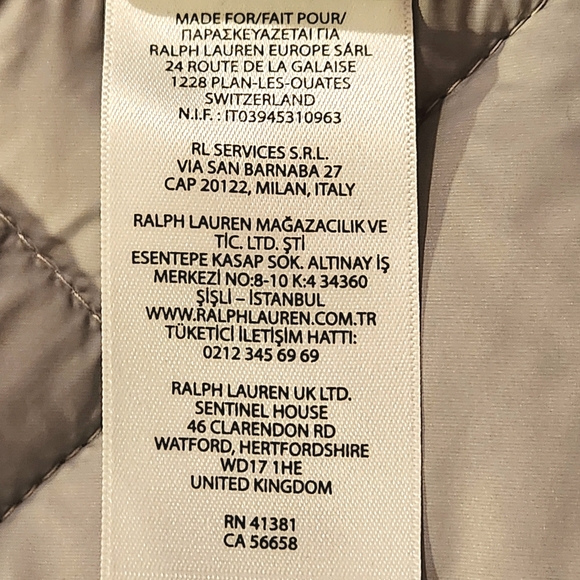 MADE FOR/FAIT POUR/
ΠΑΡΑΣΚΕΥΑΖΕΤΑΙ ΓΙΑ
RALPH LAUREN EUROPE SÁRL
24 ROUTE DE LA GALAISE
1228 PLAN-LES-OUATES
SWITZERLAND
N.I.F. : IT03945310963
RL SERVICES S.R.L.
VIA SAN BARNABA 27
CAP 20122, MILAN, ITALY
RALPH LAUREN MAĞAZACILIK VE
TİC. LTD. ŞTİ
ESENTEPE KASAP SOK. ALTINAY İŞ
MERKEZİ NO:8-10 K:4 34360
ŞİŞLİ – İSTANBUL
WWW.RALPHLAUREN.COM.TR
TÜKETİCİ İLETİŞİM HATTI:
0212 345 69 69
RALPH LAUREN UK LTD.
SENTINEL HOUSE
46 CLARENDON RD
WATFORD, HERTFORDSHIRE
WD17 1HE
UNITED KINGDOM
RN 41381
CA 56658